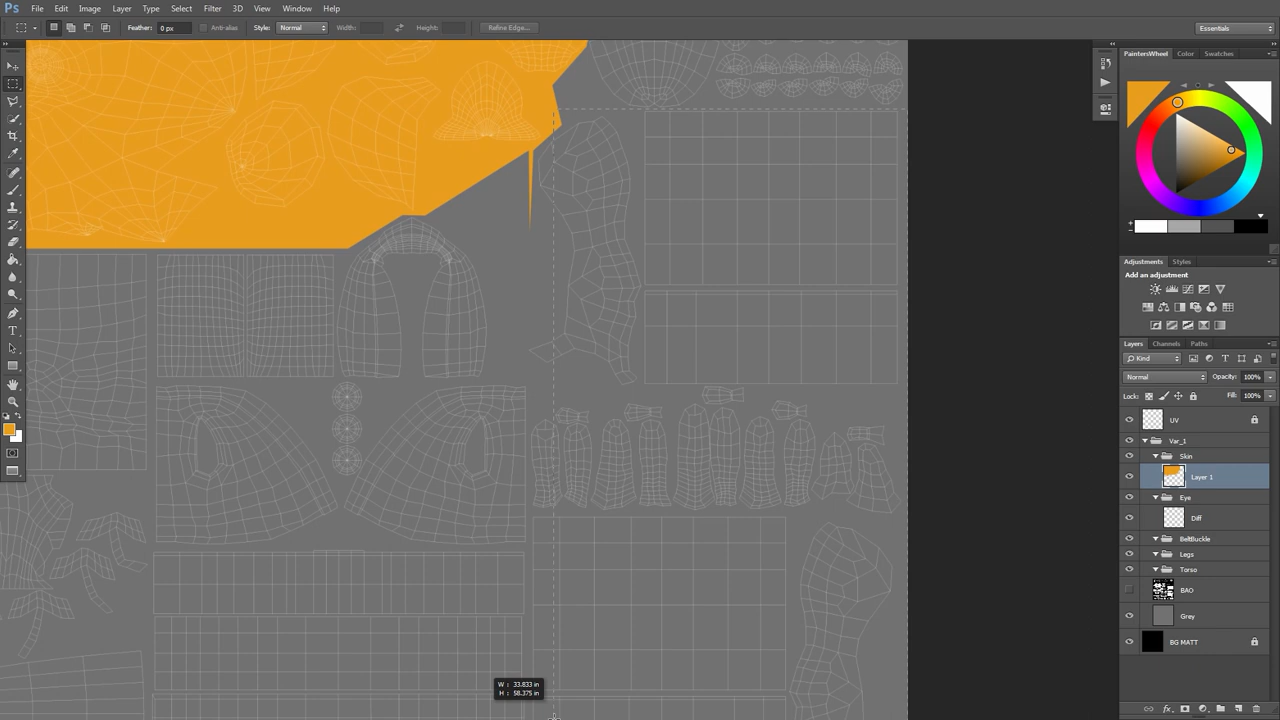 Ps File Edit Image Layer Type Select Filter 3D View Window Help
Feather: 0 px Anti-alias Style: Normal Width: Height: Refine Edge... Essentials
PaintersWheel Color Swatches
Adjustments Styles
Add an adjustment
Layers Channels Paths
Kind
Normal Opacity: 100%
Lock: Fill: 100%
UV
Var_1
Skin
Layer 1
Eye
Diff
BeltBuckle
Legs
Torso
BAO
Grey
BG MATT
W : 33.833 in
H : 58.375 in